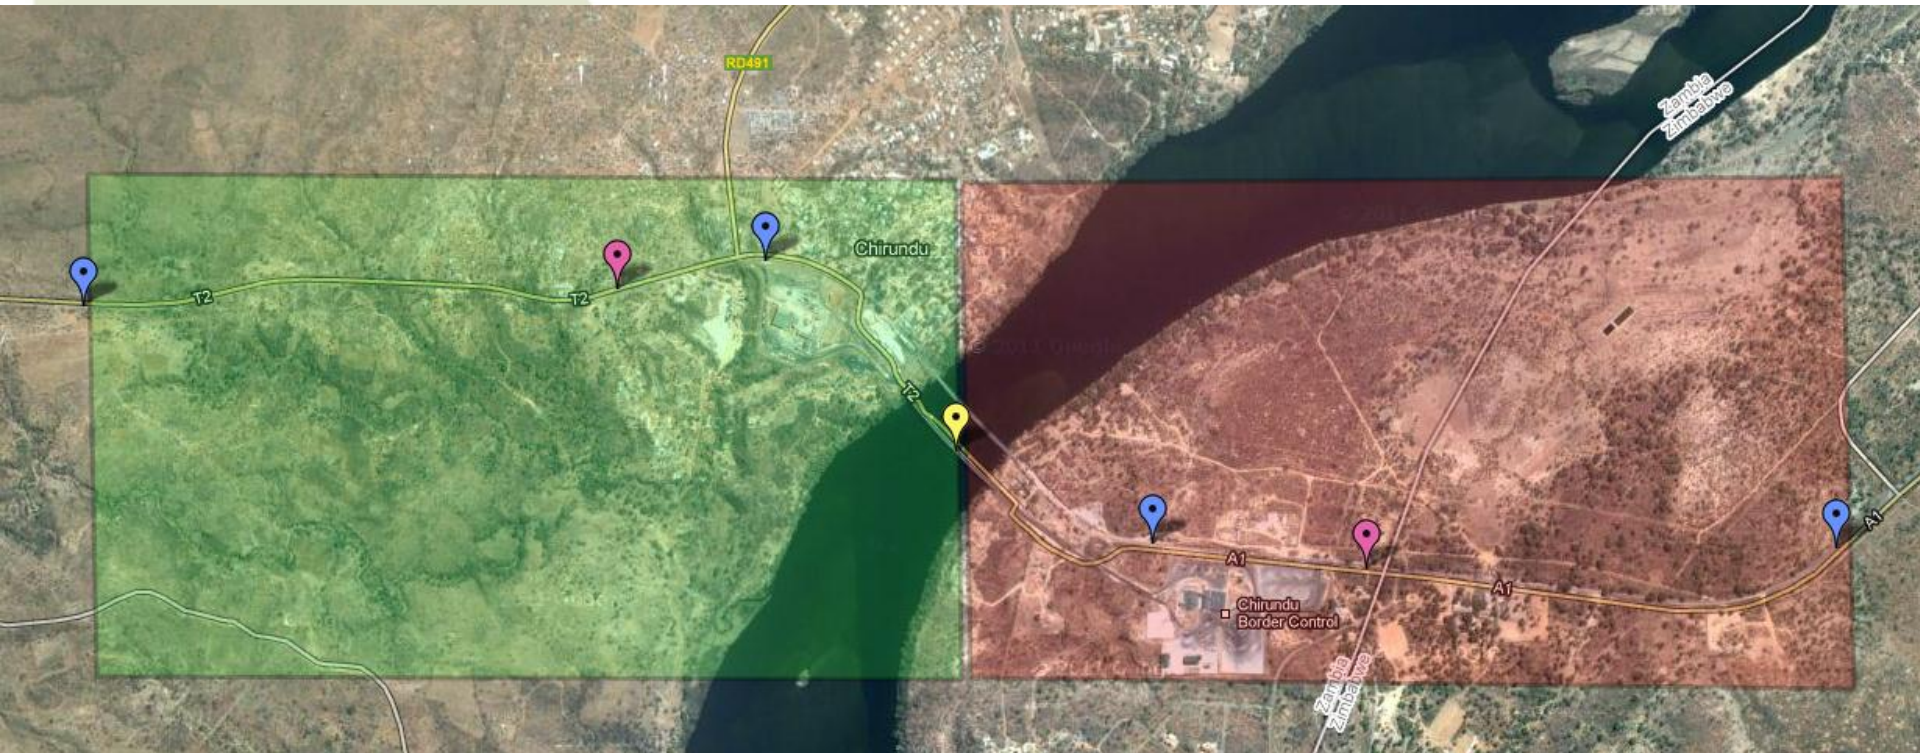 RD491
Zambia
Zimbabwe
Chirundu
T2
T2
T2
A1
A1
A1
Chirundu
Border Control
Zambia
Zimbabwe